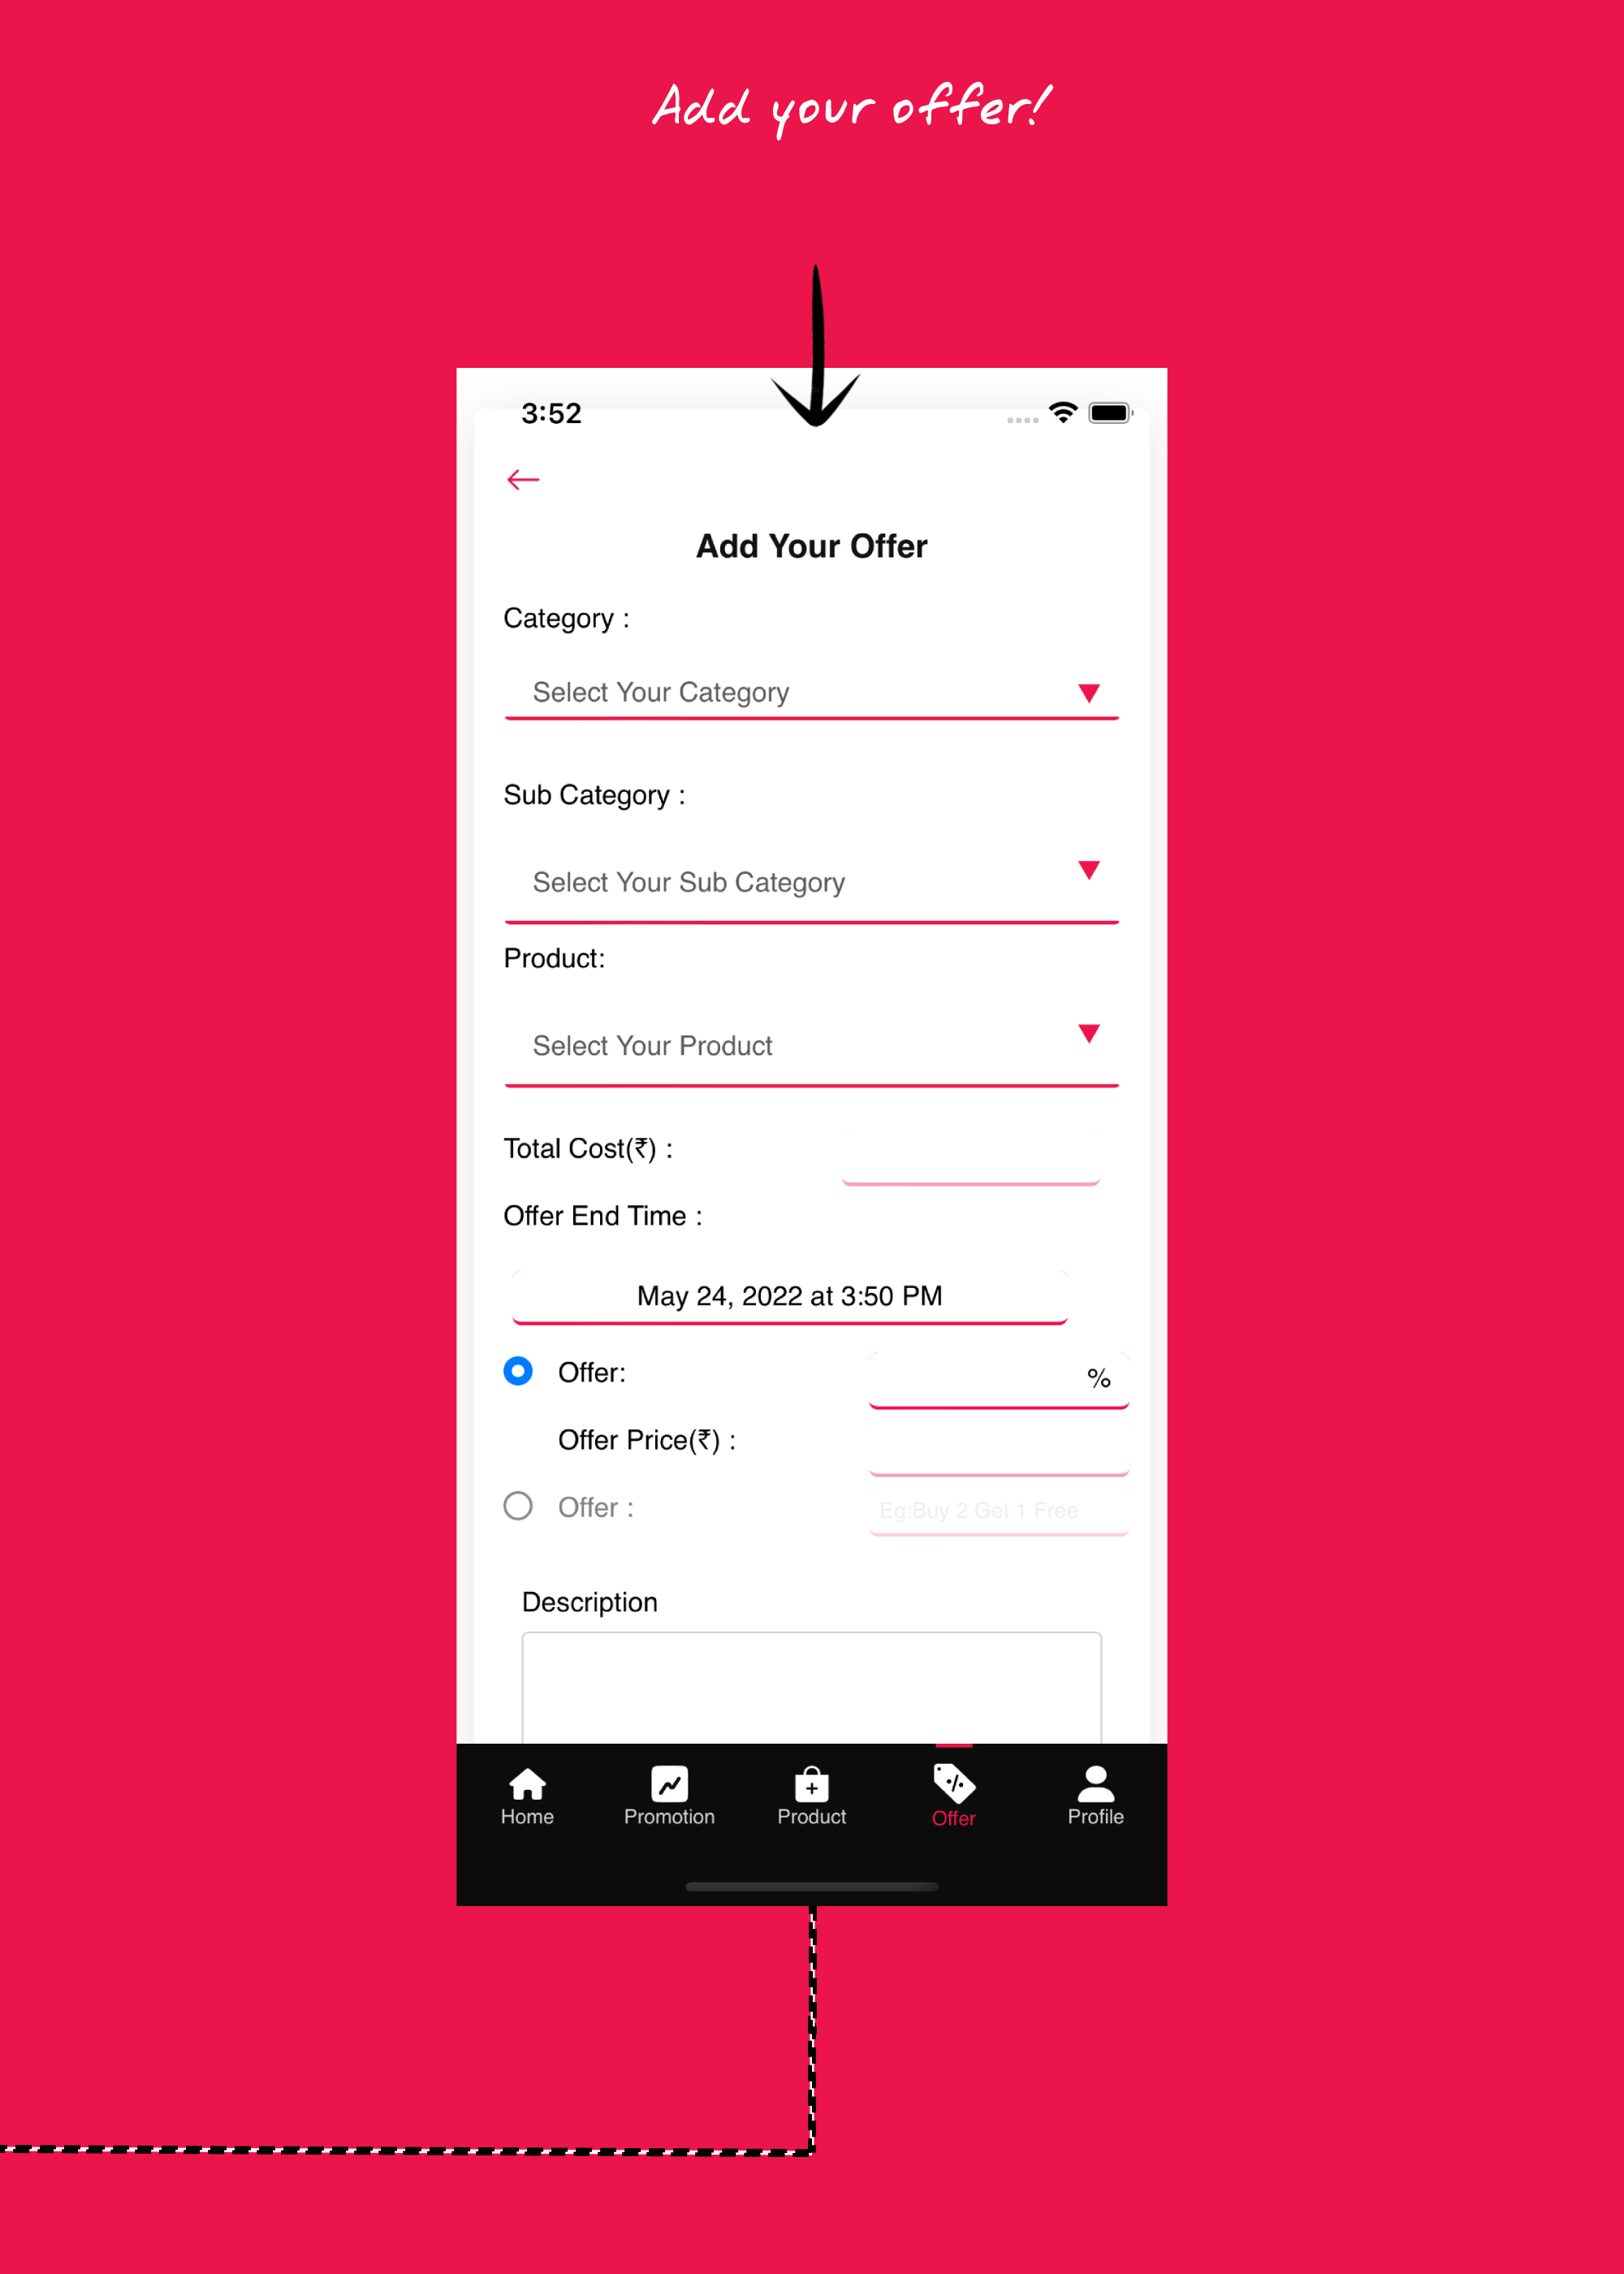 Add your offer!
3:52
Add Your Offer
Category :
Select Your Category
Sub Category :
Select Your Sub Category
Product:
Select Your Product
Total Cost(₹) :
Offer End Time :
May 24, 2022 at 3:50 PM
Offer: %
Offer Price(₹) :
Offer : Eg:Buy 2 Get 1 Free
Description
Home Promotion Product Offer Profile